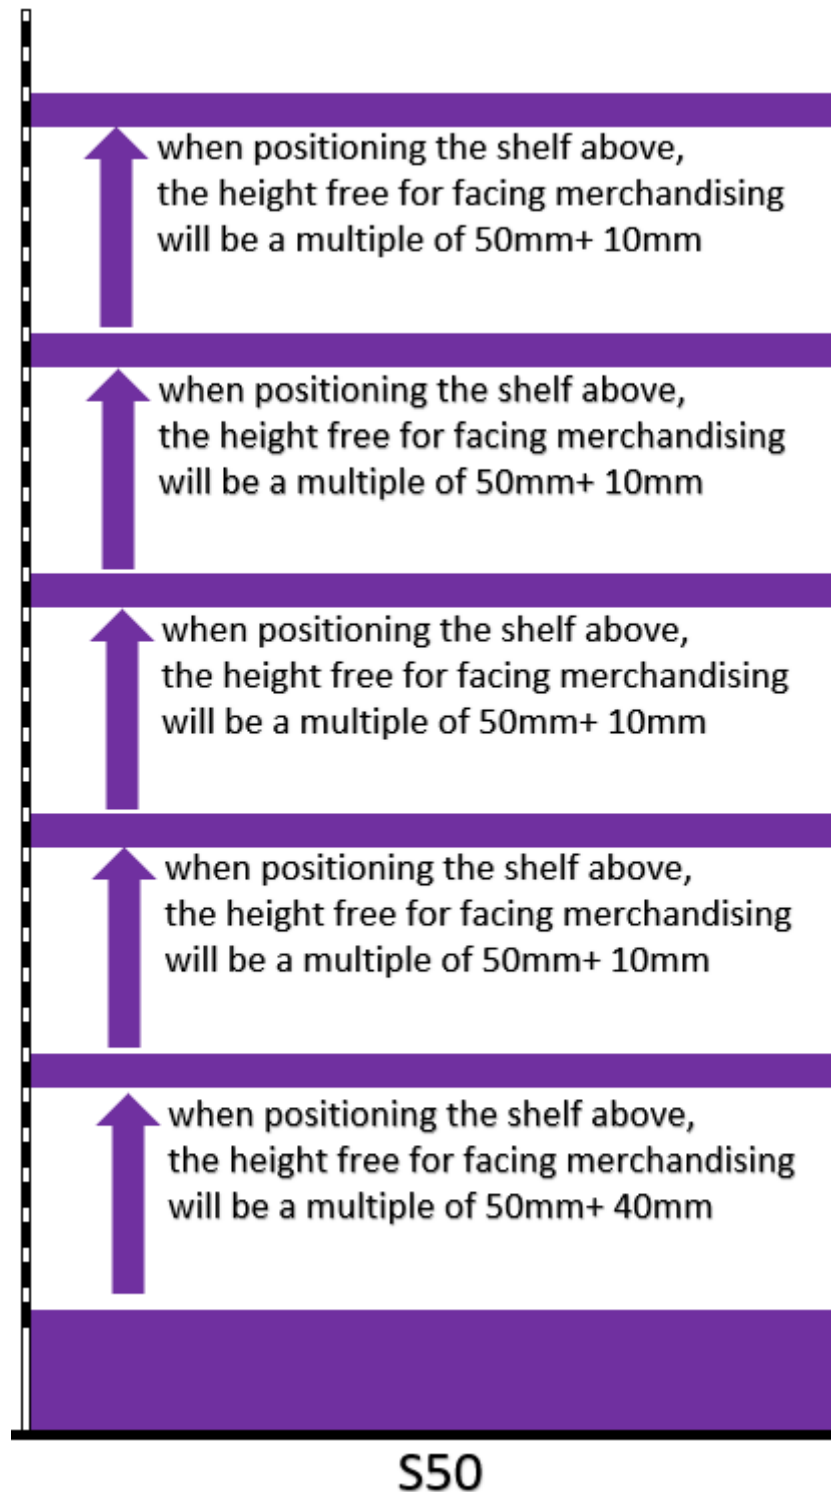 when positioning the shelf above,
the height free for facing merchandising
will be a multiple of 50mm+ 10mm
when positioning the shelf above,
the height free for facing merchandising
will be a multiple of 50mm+ 10mm
when positioning the shelf above,
the height free for facing merchandising
will be a multiple of 50mm+ 10mm
when positioning the shelf above,
the height free for facing merchandising
will be a multiple of 50mm+ 10mm
when positioning the shelf above,
the height free for facing merchandising
will be a multiple of 50mm+ 40mm
S50